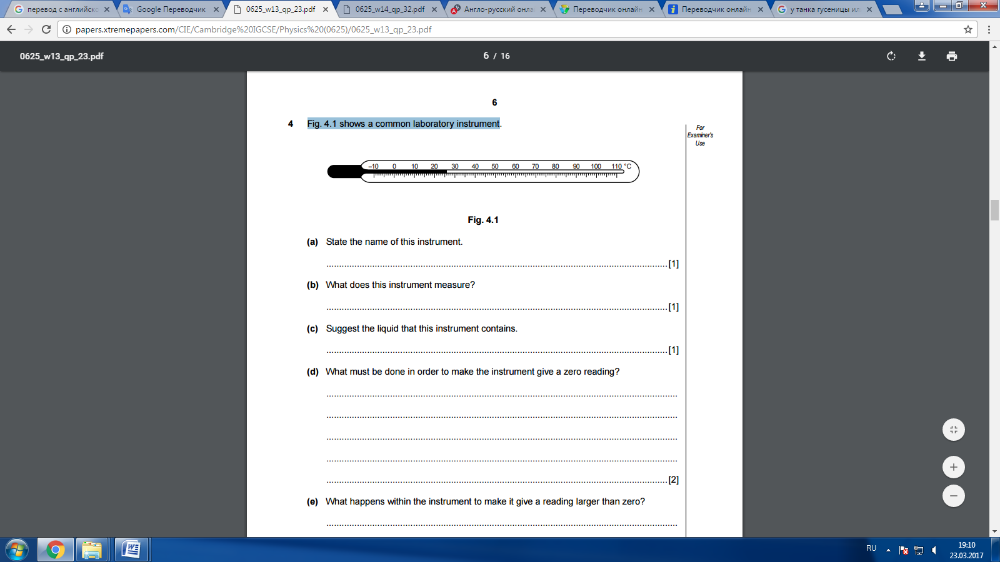 перевод с английско
Google Переводчик
0625_w13_qp_23.pdf
0625_w14_qp_32.pdf
Англо-русский онла
Переводчик онлайн
Переводчик онлайн
у танка гусеницы ил
papers.xtremepapers.com/CIE/Cambridge%20IGCSE/Physics%20(0625)/0625_w13_qp_23.pdf
0625_w13_qp_23.pdf
6 / 16
6
4 Fig. 4.1 shows a common laboratory instrument.
For
Examiner's
Use
–10 0 10 20 30 40 50 60 70 80 90 100 110 °C
Fig. 4.1
(a) State the name of this instrument.
[1]
(b) What does this instrument measure?
[1]
(c) Suggest the liquid that this instrument contains.
[1]
(d) What must be done in order to make the instrument give a zero reading?
[2]
(e) What happens within the instrument to make it give a reading larger than zero?
RU
19:10
23.03.2017